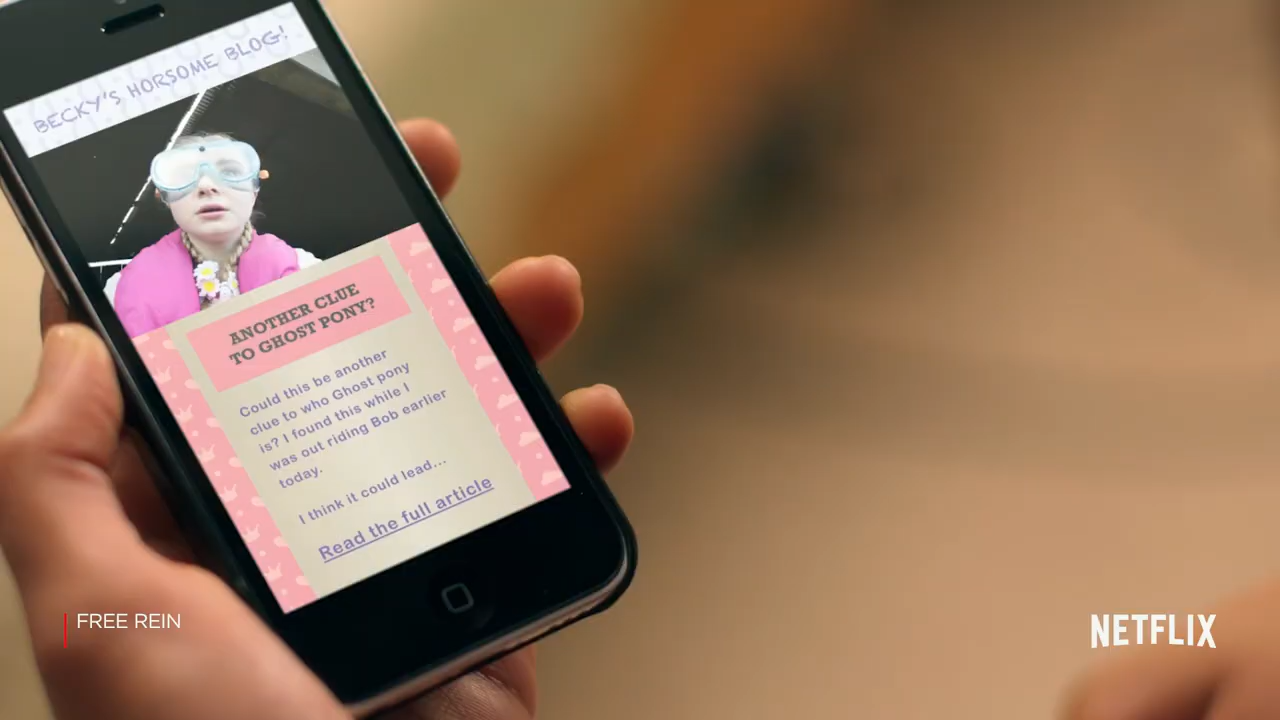 BECKY'S HORSOME BLOG!
ANOTHER CLUE
TO GHOST PONY?
Could this be another
clue to who Ghost pony
is? I found this while I
was out riding Bob earlier
today.
I think it could lead...
Read the full article
FREE REIN
NETFLIX